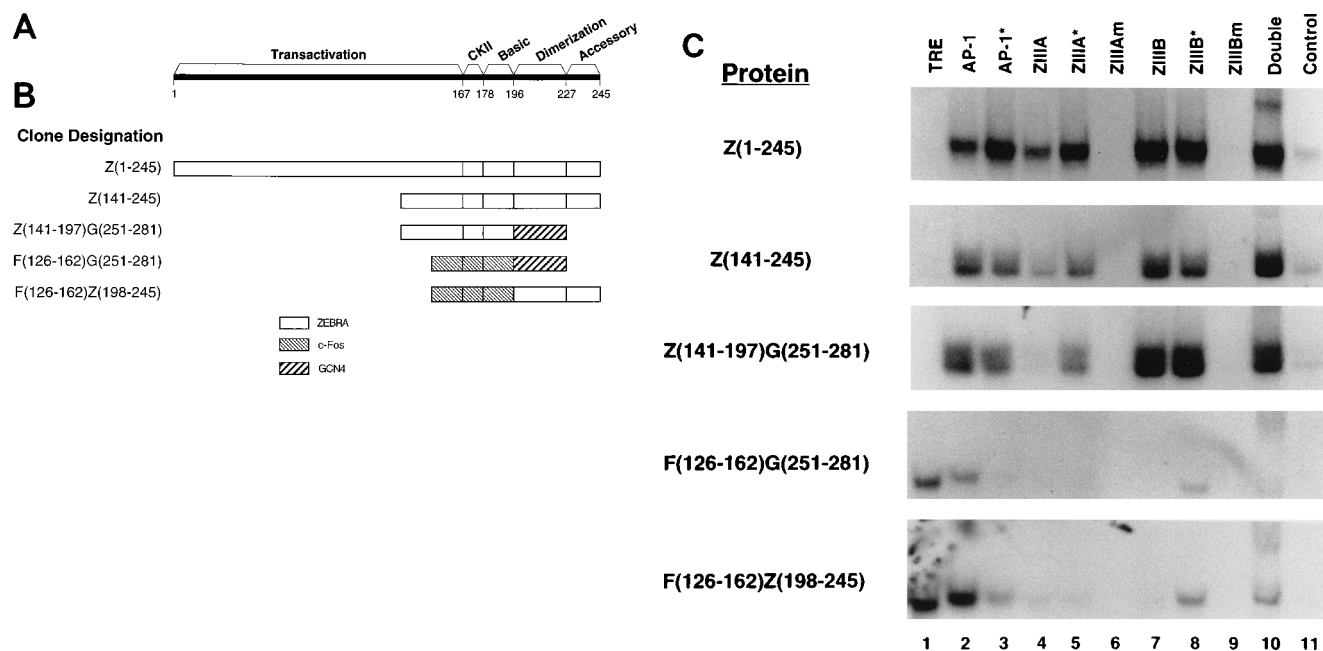 A
Transactivation
CKII
Basic
Dimerization
Accessory
1 167 178 196 227 245
B
Clone Designation
Z(1-245)
Z(141-245)
Z(141-197)G(251-281)
F(126-162)G(251-281)
F(126-162)Z(198-245)
ZEBRA
c-Fos
GCN4
C
Protein
TRE
AP-1
AP-1*
ZIIIA
ZIIIA*
ZIIIAm
ZIIIB
ZIIIB*
ZIIIBm
Double
Control
Z(1-245)
Z(141-245)
Z(141-197)G(251-281)
F(126-162)G(251-281)
F(126-162)Z(198-245)
1 2 3 4 5 6 7 8 9 10 11